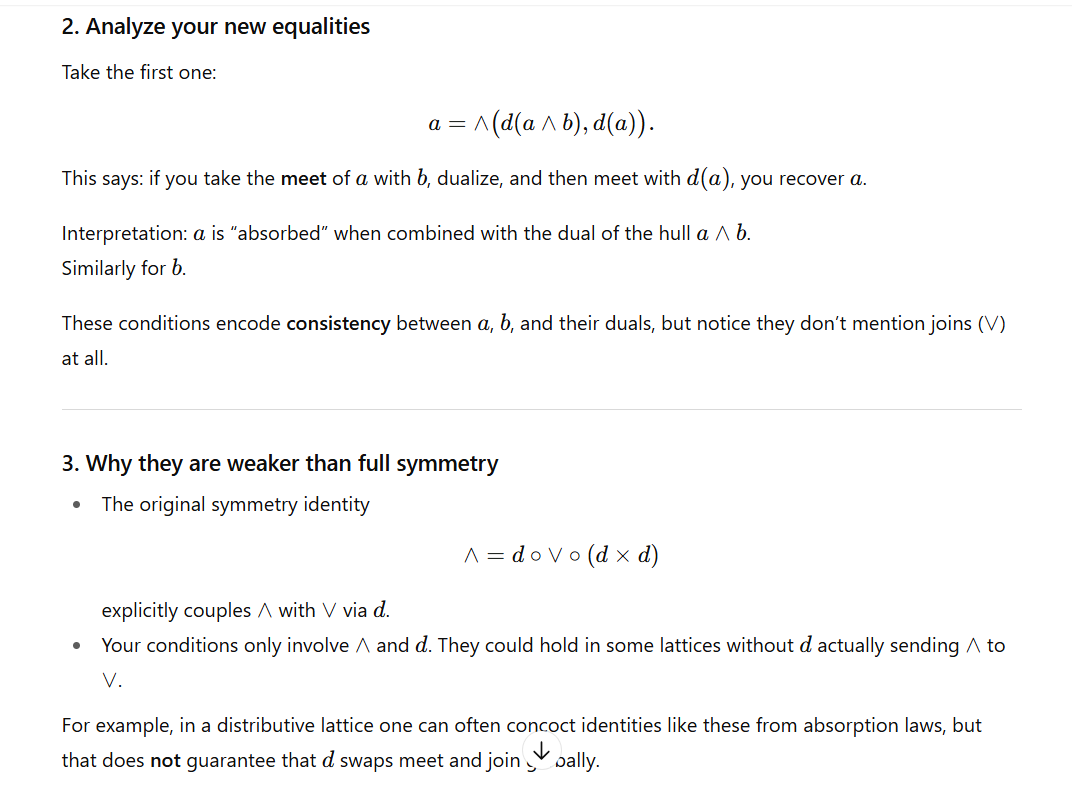 2. Analyze your new equalities
Take the first one:
a = ∧(d(a ∧ b), d(a)).
This says: if you take the meet of a with b, dualize, and then meet with d(a), you recover a.
Interpretation: a is “absorbed” when combined with the dual of the hull a ∧ b.
Similarly for b.
These conditions encode consistency between a, b, and their duals, but notice they don’t mention joins (∨)
at all.
3. Why they are weaker than full symmetry
• The original symmetry identity
∧ = d ∘ ∨ ∘ (d × d)
explicitly couples ∧ with ∨ via d.
• Your conditions only involve ∧ and d. They could hold in some lattices without d actually sending ∧ to
∨.
For example, in a distributive lattice one can often concoct identities like these from absorption laws, but
that does not guarantee that d swaps meet and join